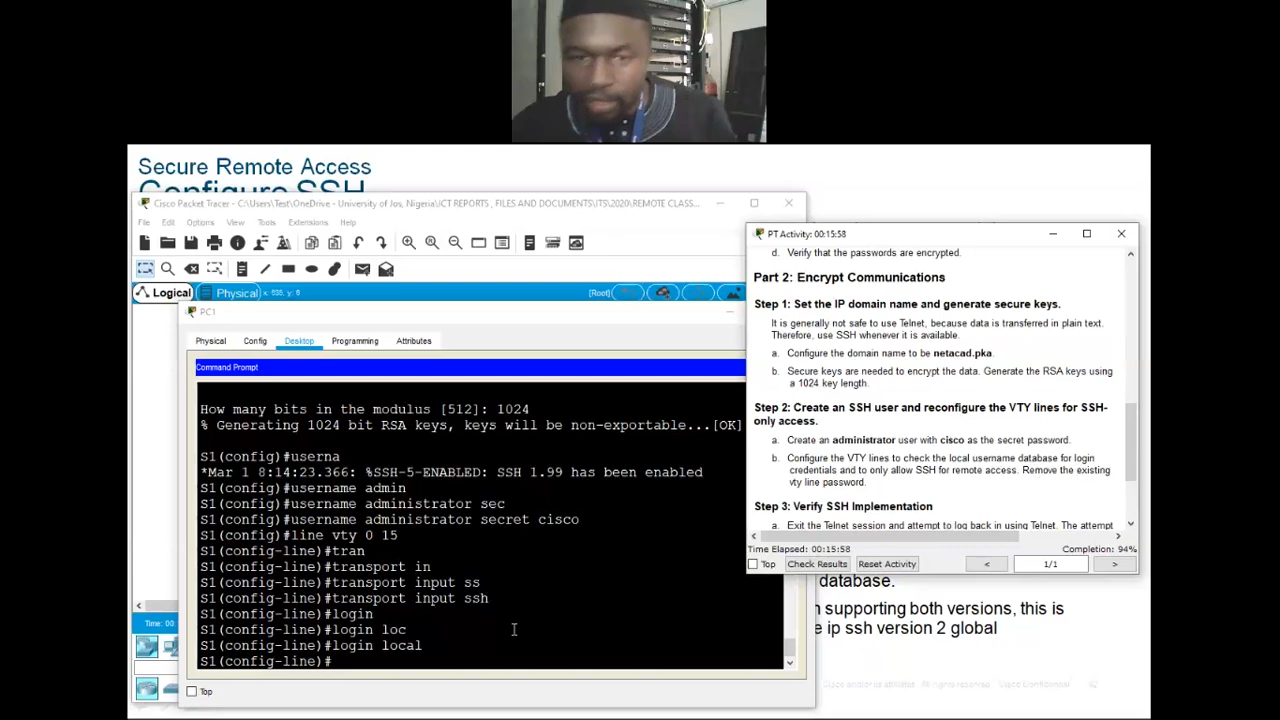 Secure Remote Access
Configure SSH
Cisco Packet Tracer - C:\Users\Test\OneDrive - University of Jos, Nigeria\ICT REPORTS , FILES AND DOCUMENTS\ITS\2020\REMOTE CLASS...
File Edit Options View Tools Extensions Help
Logical Physical x: 635, y: 6 [Root]
PC1
Physical Config Desktop Programming Attributes
Command Prompt
How many bits in the modulus [512]: 1024
% Generating 1024 bit RSA keys, keys will be non-exportable...[OK]
S1(config)#userna
*Mar 1 8:14:23.366: %SSH-5-ENABLED: SSH 1.99 has been enabled
S1(config)#username admin
S1(config)#username administrator sec
S1(config)#username administrator secret cisco
S1(config)#line vty 0 15
S1(config-line)#tran
S1(config-line)#transport in
S1(config-line)#transport input ss
S1(config-line)#transport input ssh
S1(config-line)#login
S1(config-line)#login loc
S1(config-line)#login local
S1(config-line)#
Top
Time: 00:
PT Activity: 00:15:58
d. Verify that the passwords are encrypted.
Part 2: Encrypt Communications
Step 1: Set the IP domain name and generate secure keys.
It is generally not safe to use Telnet, because data is transferred in plain text.
Therefore, use SSH whenever it is available.
a. Configure the domain name to be netacad.pka.
b. Secure keys are needed to encrypt the data. Generate the RSA keys using
a 1024 key length.
Step 2: Create an SSH user and reconfigure the VTY lines for SSH-
only access.
a. Create an administrator user with cisco as the secret password.
b. Configure the VTY lines to check the local username database for login
credentials and to only allow SSH for remote access. Remove the existing
vty line password.
Step 3: Verify SSH Implementation
a. Exit the Telnet session and attempt to log back in using Telnet. The attempt
Time Elapsed: 00:15:58 Completion: 94%
Top Check Results Reset Activity < 1/1 >
database.
supporting both versions, this is
ip ssh version 2 global